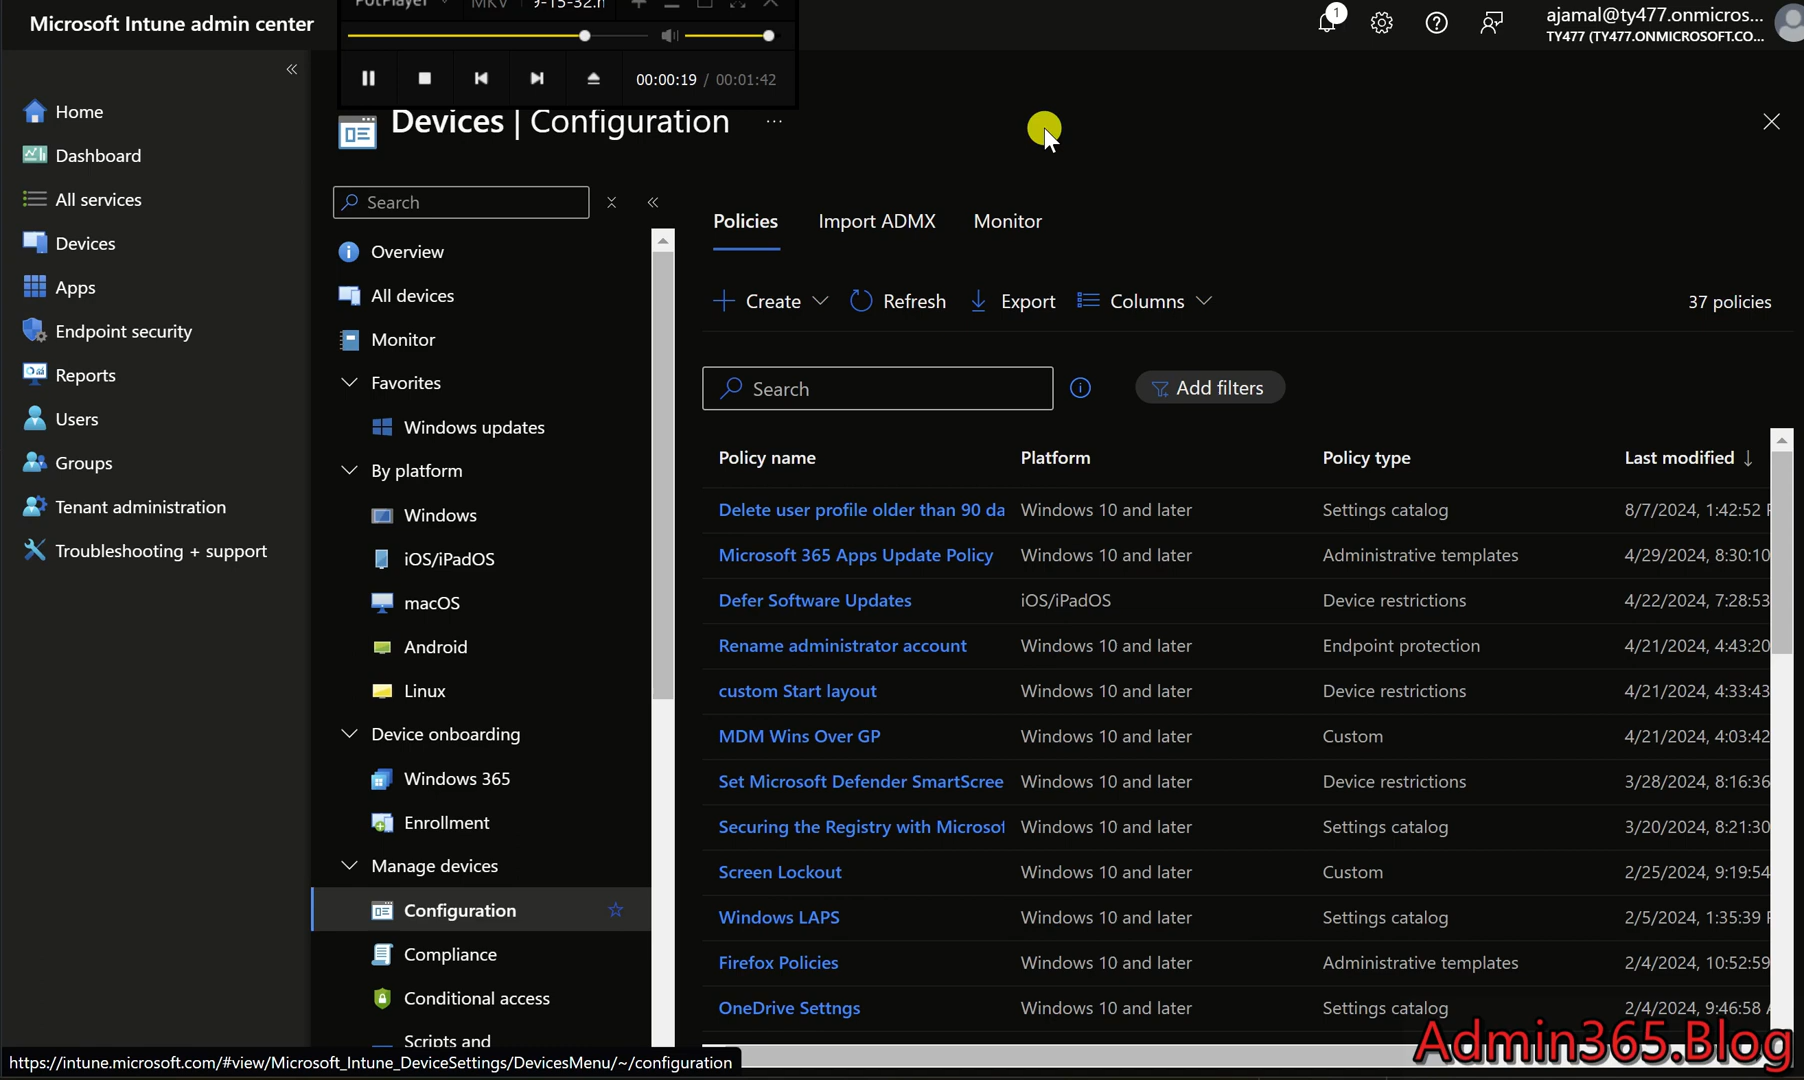 Microsoft Intune admin center
PotPlayer
MKV
1
ajamal@ty477.onmicros...
TY477 (TY477.ONMICROSOFT.CO...
00:00:19 / 00:01:42
Home
Dashboard
All services
Devices
Apps
Endpoint security
Reports
Users
Groups
Tenant administration
Troubleshooting + support
Devices | Configuration
...
Search
Overview
All devices
Monitor
Favorites
Windows updates
By platform
Windows
iOS/iPadOS
macOS
Android
Linux
Device onboarding
Windows 365
Enrollment
Manage devices
Configuration
Compliance
Conditional access
Scripts and
Policies Import ADMX Monitor
Create Refresh Export Columns 37 policies
Search Add filters
Policy name Platform Policy type Last modified ↓
Delete user profile older than 90 da Windows 10 and later Settings catalog 8/7/2024, 1:42:52
Microsoft 365 Apps Update Policy Windows 10 and later Administrative templates 4/29/2024, 8:30:10
Defer Software Updates iOS/iPadOS Device restrictions 4/22/2024, 7:28:53
Rename administrator account Windows 10 and later Endpoint protection 4/21/2024, 4:43:20
custom Start layout Windows 10 and later Device restrictions 4/21/2024, 4:33:43
MDM Wins Over GP Windows 10 and later Custom 4/21/2024, 4:03:42
Set Microsoft Defender SmartScree Windows 10 and later Device restrictions 3/28/2024, 8:16:36
Securing the Registry with Microsof Windows 10 and later Settings catalog 3/20/2024, 8:21:30
Screen Lockout Windows 10 and later Custom 2/25/2024, 9:19:54
Windows LAPS Windows 10 and later Settings catalog 2/5/2024, 1:35:39
Firefox Policies Windows 10 and later Administrative templates 2/4/2024, 10:52:59
OneDrive Settngs Windows 10 and later Settings catalog 2/4/2024, 9:46:58
https://intune.microsoft.com/#view/Microsoft_Intune_DeviceSettings/DevicesMenu/~/configuration
Admin365.Blog